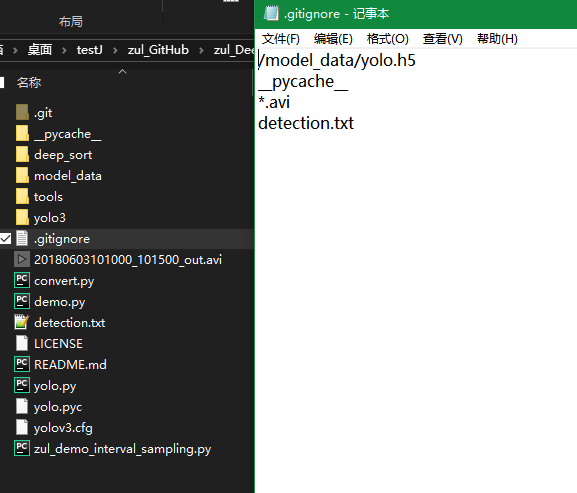 布局
桌面 › testJ › zul_GitHub › zul_Dee
名称
.git
__pycache__
deep_sort
model_data
tools
yolo3
.gitignore
20180603101000_101500_out.avi
convert.py
demo.py
detection.txt
LICENSE
README.md
yolo.py
yolo.pyc
yolov3.cfg
zul_demo_interval_sampling.py
.gitignore - 记事本
文件(F) 编辑(E) 格式(O) 查看(V) 帮助(H)
/model_data/yolo.h5
__pycache__
*.avi
detection.txt